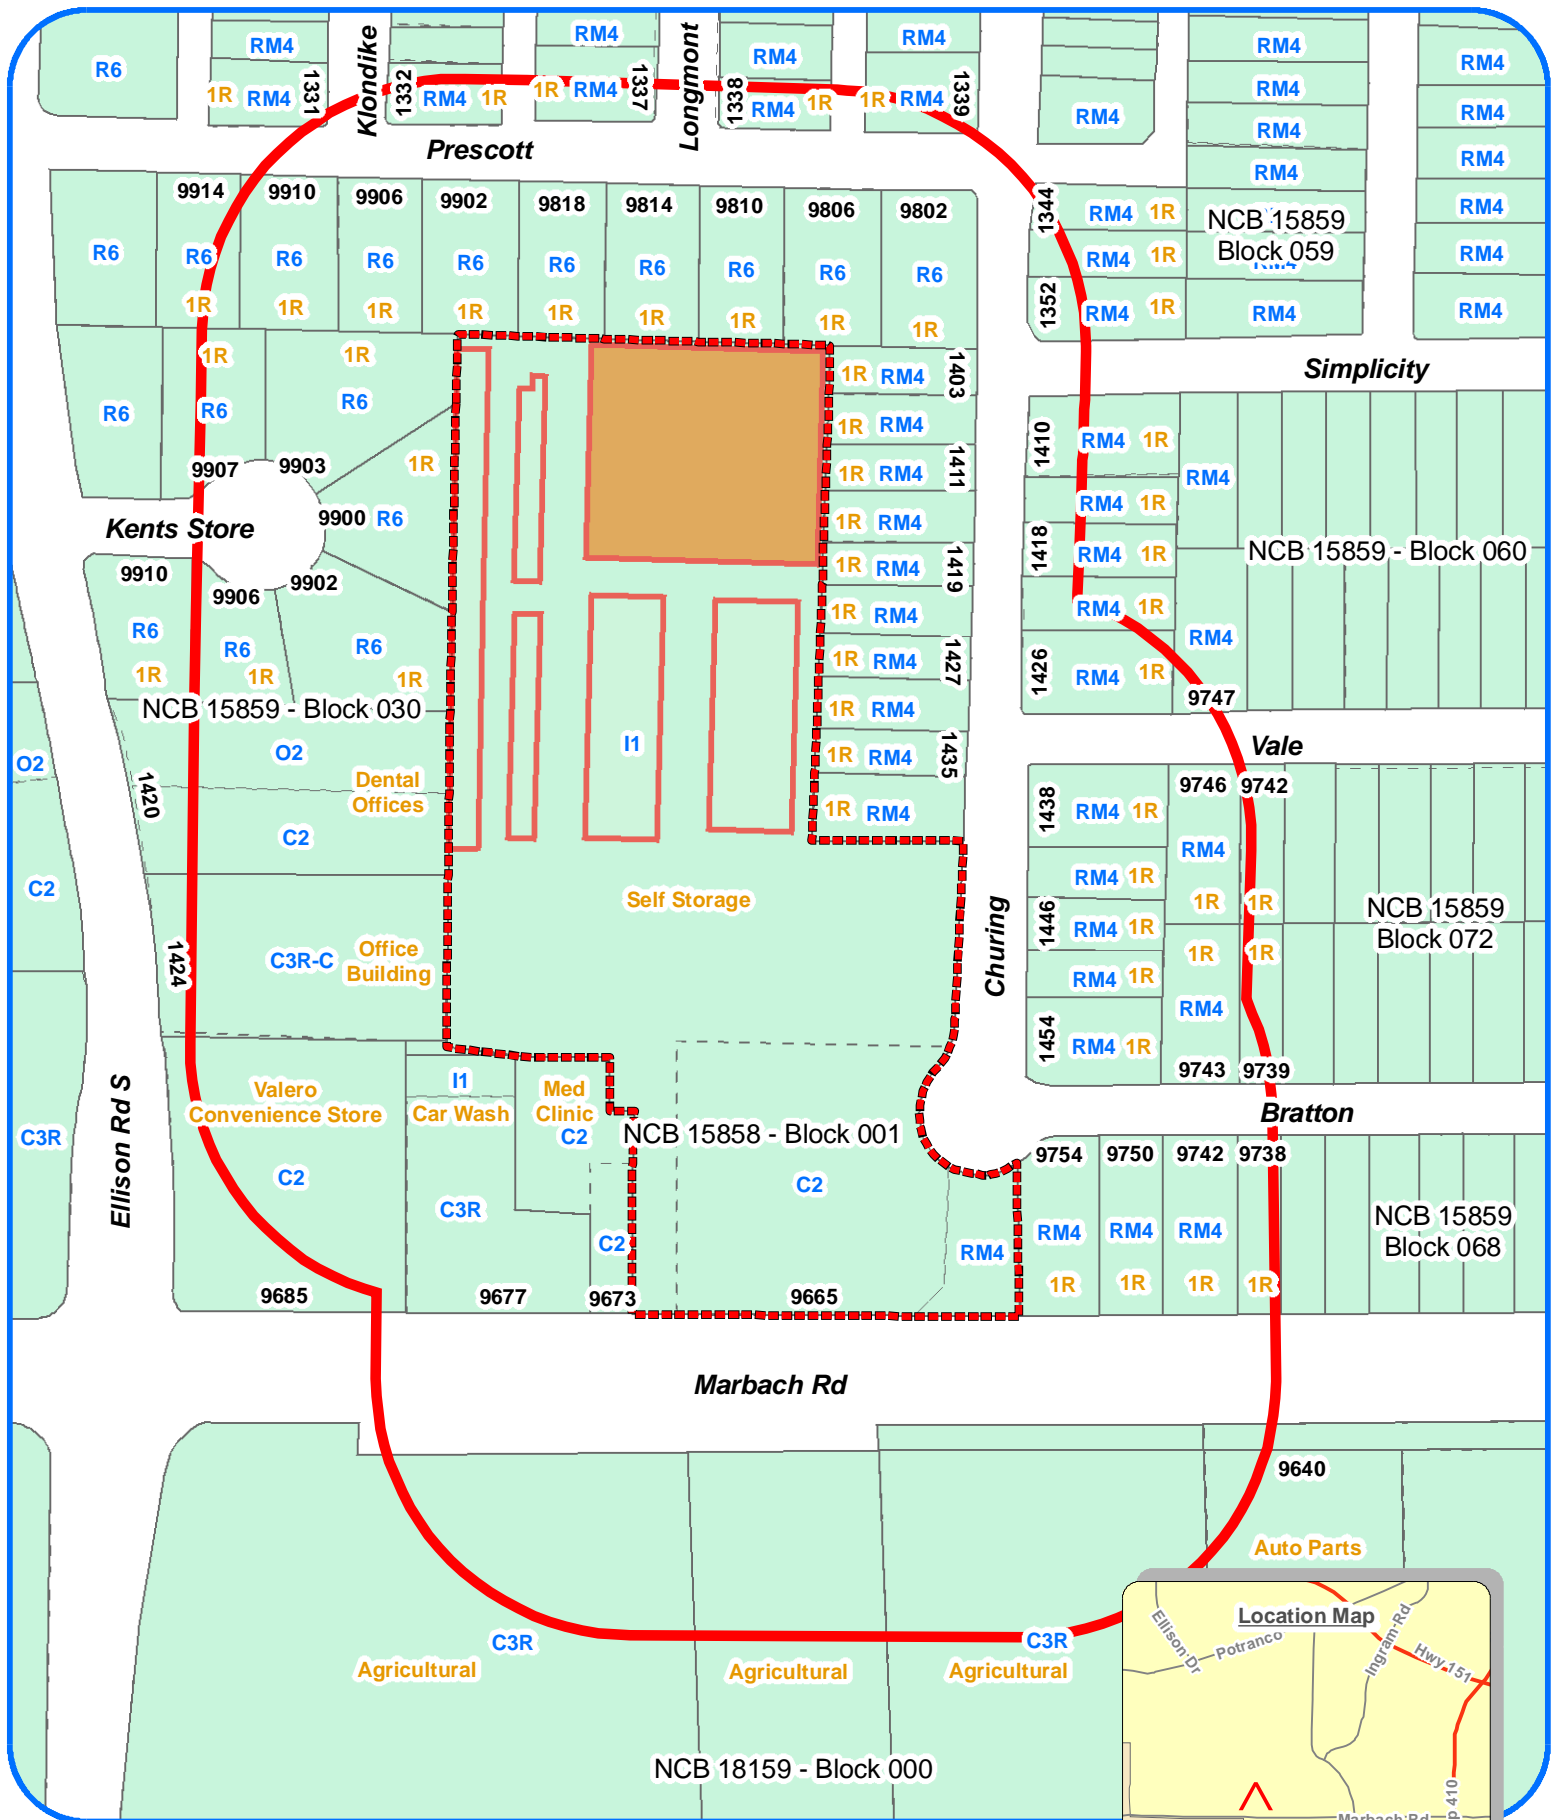 R6
RM4
RM4
RM4
RM4
RM4
RM4
1R
RM4
1331
Klondike
1332
RM4
1R
1R
RM4
1337
Longmont
1338
RM4
1R
1R
RM4
1339
RM4
RM4
RM4
RM4
RM4
RM4
RM4
Prescott
9914
9910
9906
9902
9818
9814
9810
9806
9802
1344
RM4
1R
NCB 15859
Block 059
RM4
R6
R6
R6
R6
R6
R6
R6
R6
R6
R6
RM4
1R
RM4
RM4
1R
1R
1R
1R
1R
1R
1R
1R
1R
1352
RM4
1R
RM4
RM4
1R
1R
R6
R6
R6
1R
RM4
1403
Simplicity
1R
RM4
1410
RM4
1R
9907
9903
1R
1R
RM4
1411
RM4
Kents Store
9900
R6
1R
RM4
RM4
1R
9910
9902
9906
1R
RM4
1419
1418
RM4
1R
NCB 15859 - Block 060
R6
R6
R6
1R
RM4
RM4
1R
RM4
1R
1R
1R
1R
RM4
1427
1426
RM4
1R
NCB 15859 - Block 030
1R
RM4
9747
O2
O2
I1
1R
RM4
1435
Vale
1420
Dental
Offices
9746
9742
C2
1R
RM4
1438
RM4
1R
RM4
C2
Self Storage
RM4
1R
1R
1R
NCB 15859
Block 072
1446
RM4
1R
1424
C3R-C
Office
Building
Churing
1R
1R
RM4
1R
RM4
1454
RM4
1R
9743
9739
Ellison Rd S
Valero
Convenience Store
I1
Car Wash
Med
Clinic
C2
NCB 15858 - Block 001
Bratton
C3R
C2
C3R
C2
C2
RM4
9754
9750
9742
9738
RM4
RM4
RM4
NCB 15859
Block 068
1R
1R
1R
1R
9685
9677
9673
9665
Marbach Rd
9640
Auto Parts
C3R
C3R
Agricultural
Agricultural
Agricultural
NCB 18159 - Block 000
Location Map
Ellison Dr
Potranco
Ingram Rd
Hwy 151
p 410
Marbach Rd